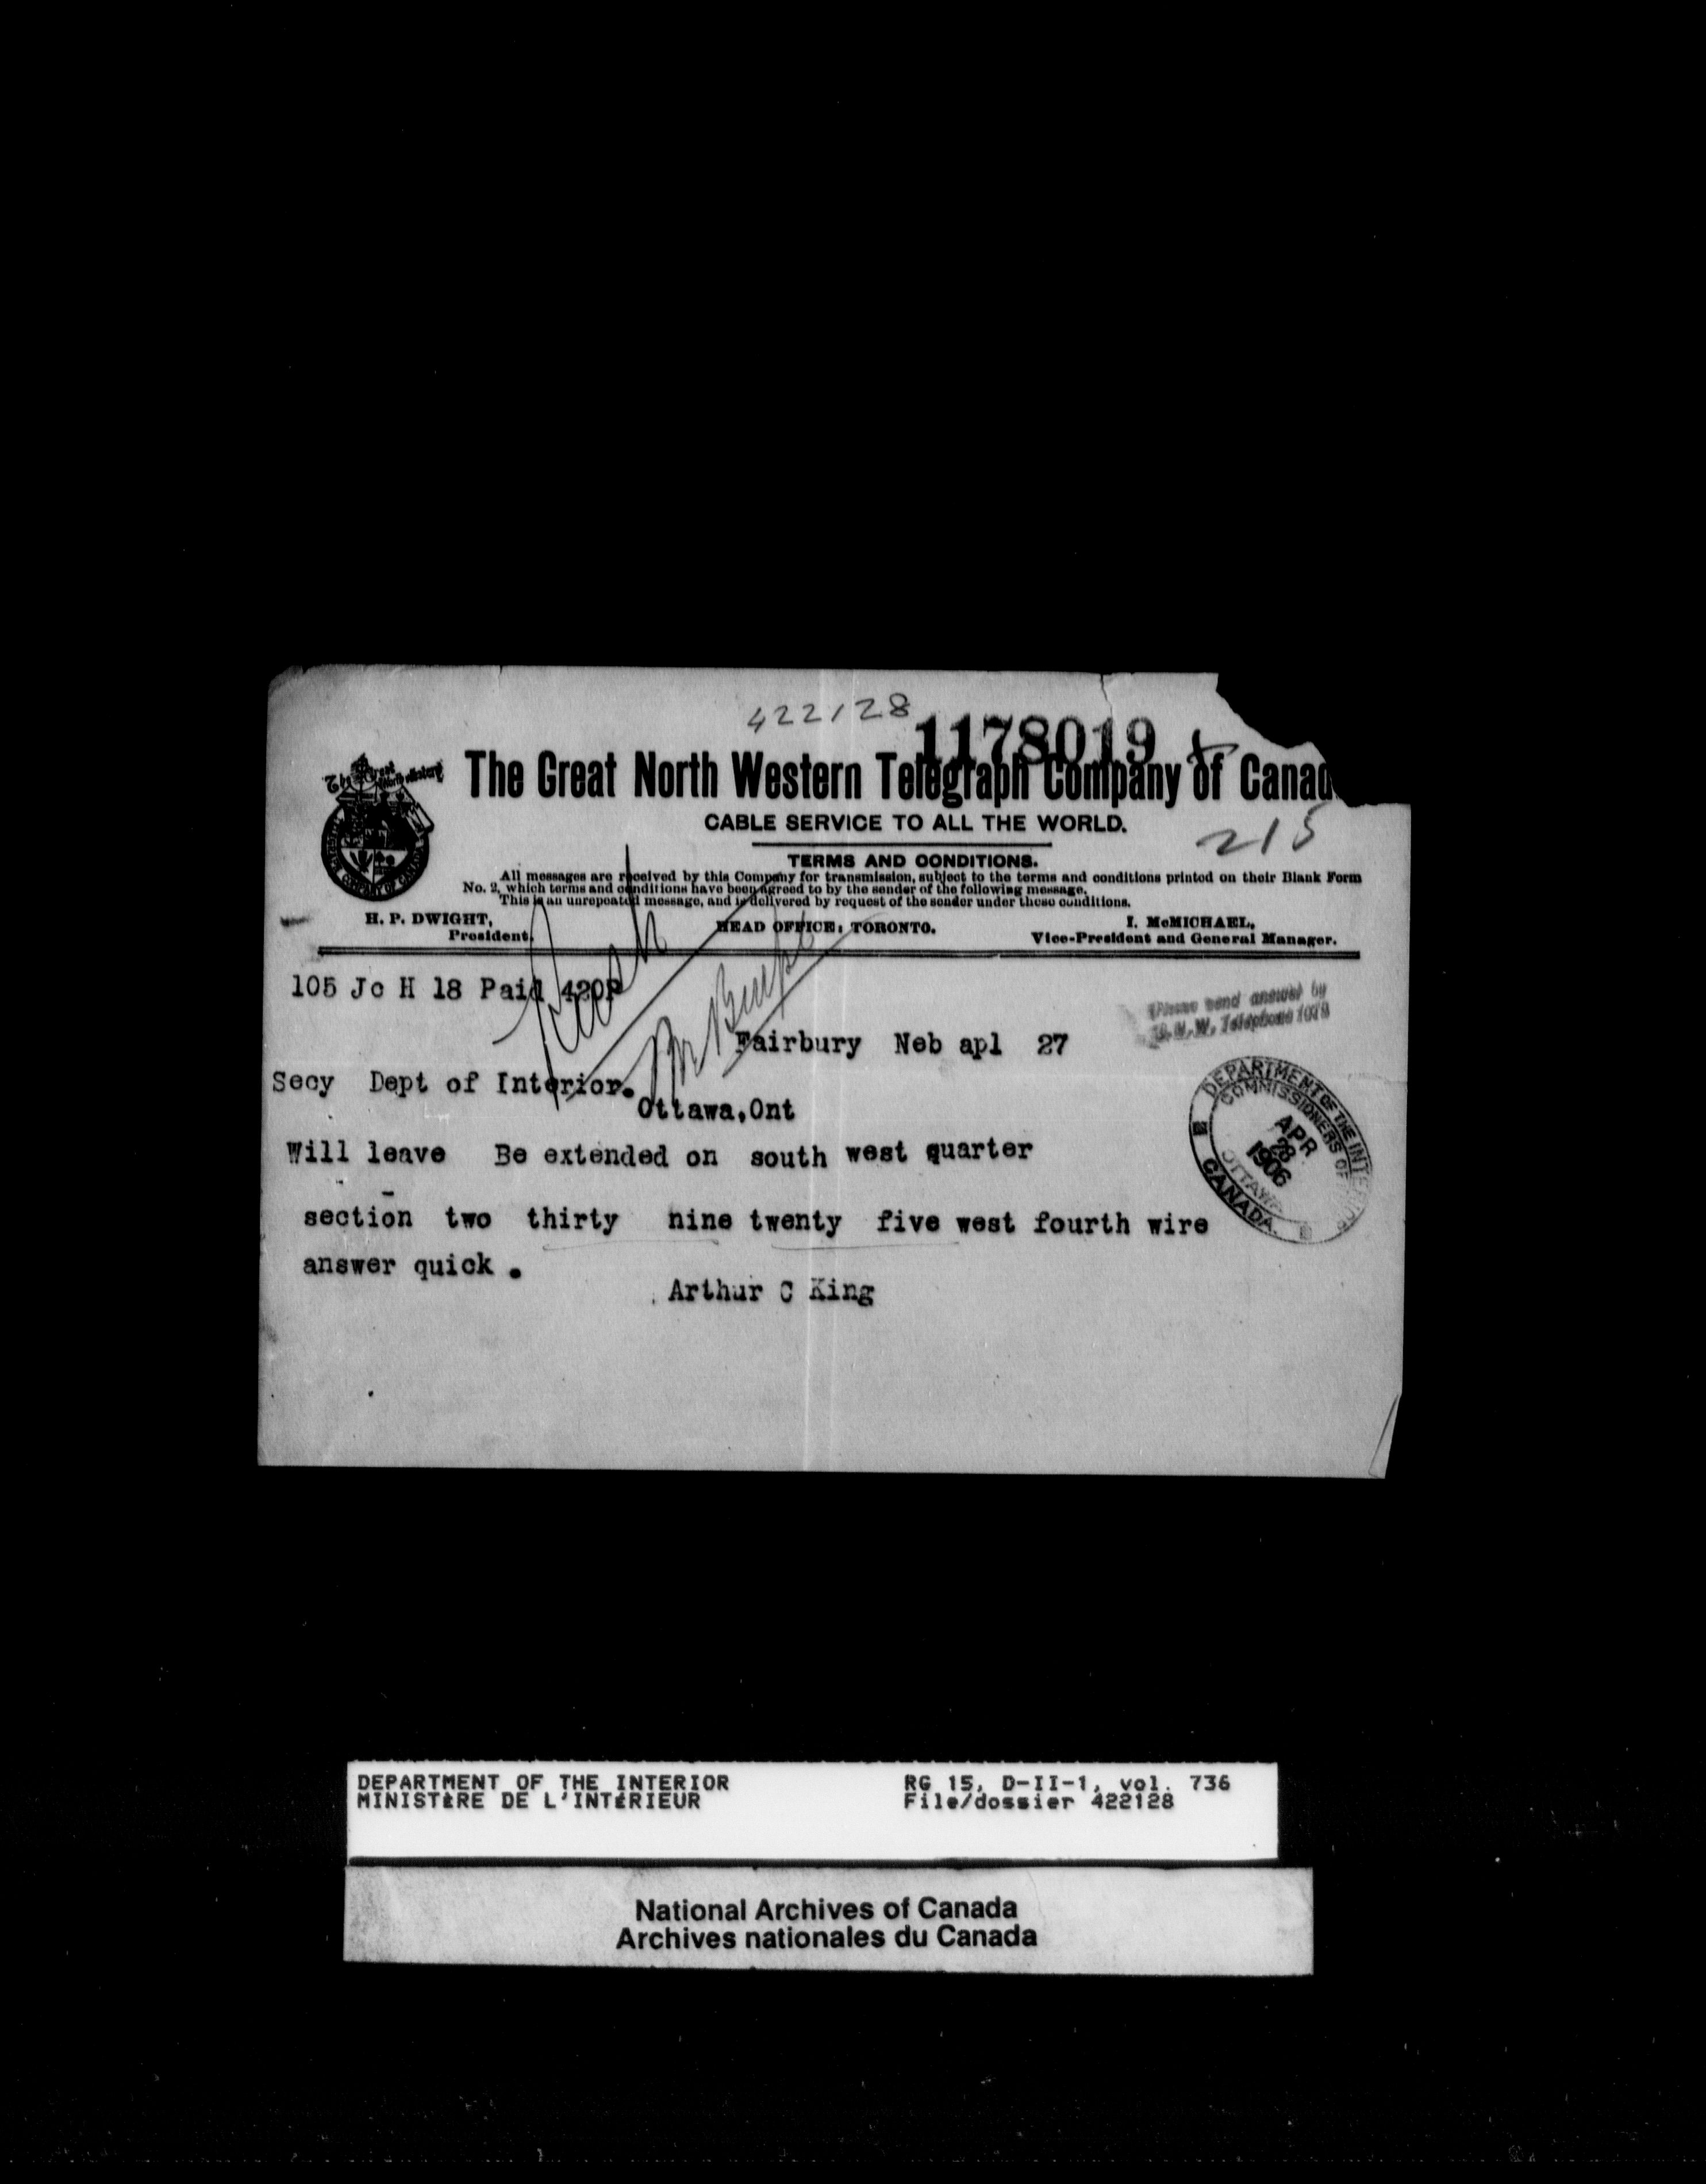 422128
1178019
The Great North Western Telegraph Company of Canad
CABLE SERVICE TO ALL THE WORLD.
215
TERMS AND CONDITIONS.
All messages are received by this Company for transmission, subject to the terms and conditions printed on their Blank Form
No. 2, which terms and conditions have been agreed to by the sender of the following message.
This is an unrepeated message, and is delivered by request of the sender under these conditions.
H. P. DWIGHT,
President.
HEAD OFFICE: TORONTO.
I. McMICHAEL,
Vice-President and General Manager.
105 Jc H 18 Paid 420P
Rush
(Please send answer by
G.N.W. Telephone 1079
Fairbury Neb apl 27
Secy Dept of Interior.
Ottawa,Ont
DEPARTMENT OF THE INTERIOR
COMMISSIONERS OF
APR
28
1906
OTTAWA
CANADA.
Will leave Be extended on south west quarter
section two thirty nine twenty five west fourth wire
answer quick .
Arthur C King
DEPARTMENT OF THE INTERIOR
MINISTÈRE DE L'INTÉRIEUR
RG 15, D-II-1, vol. 736
File/dossier 422128
National Archives of Canada
Archives nationales du Canada